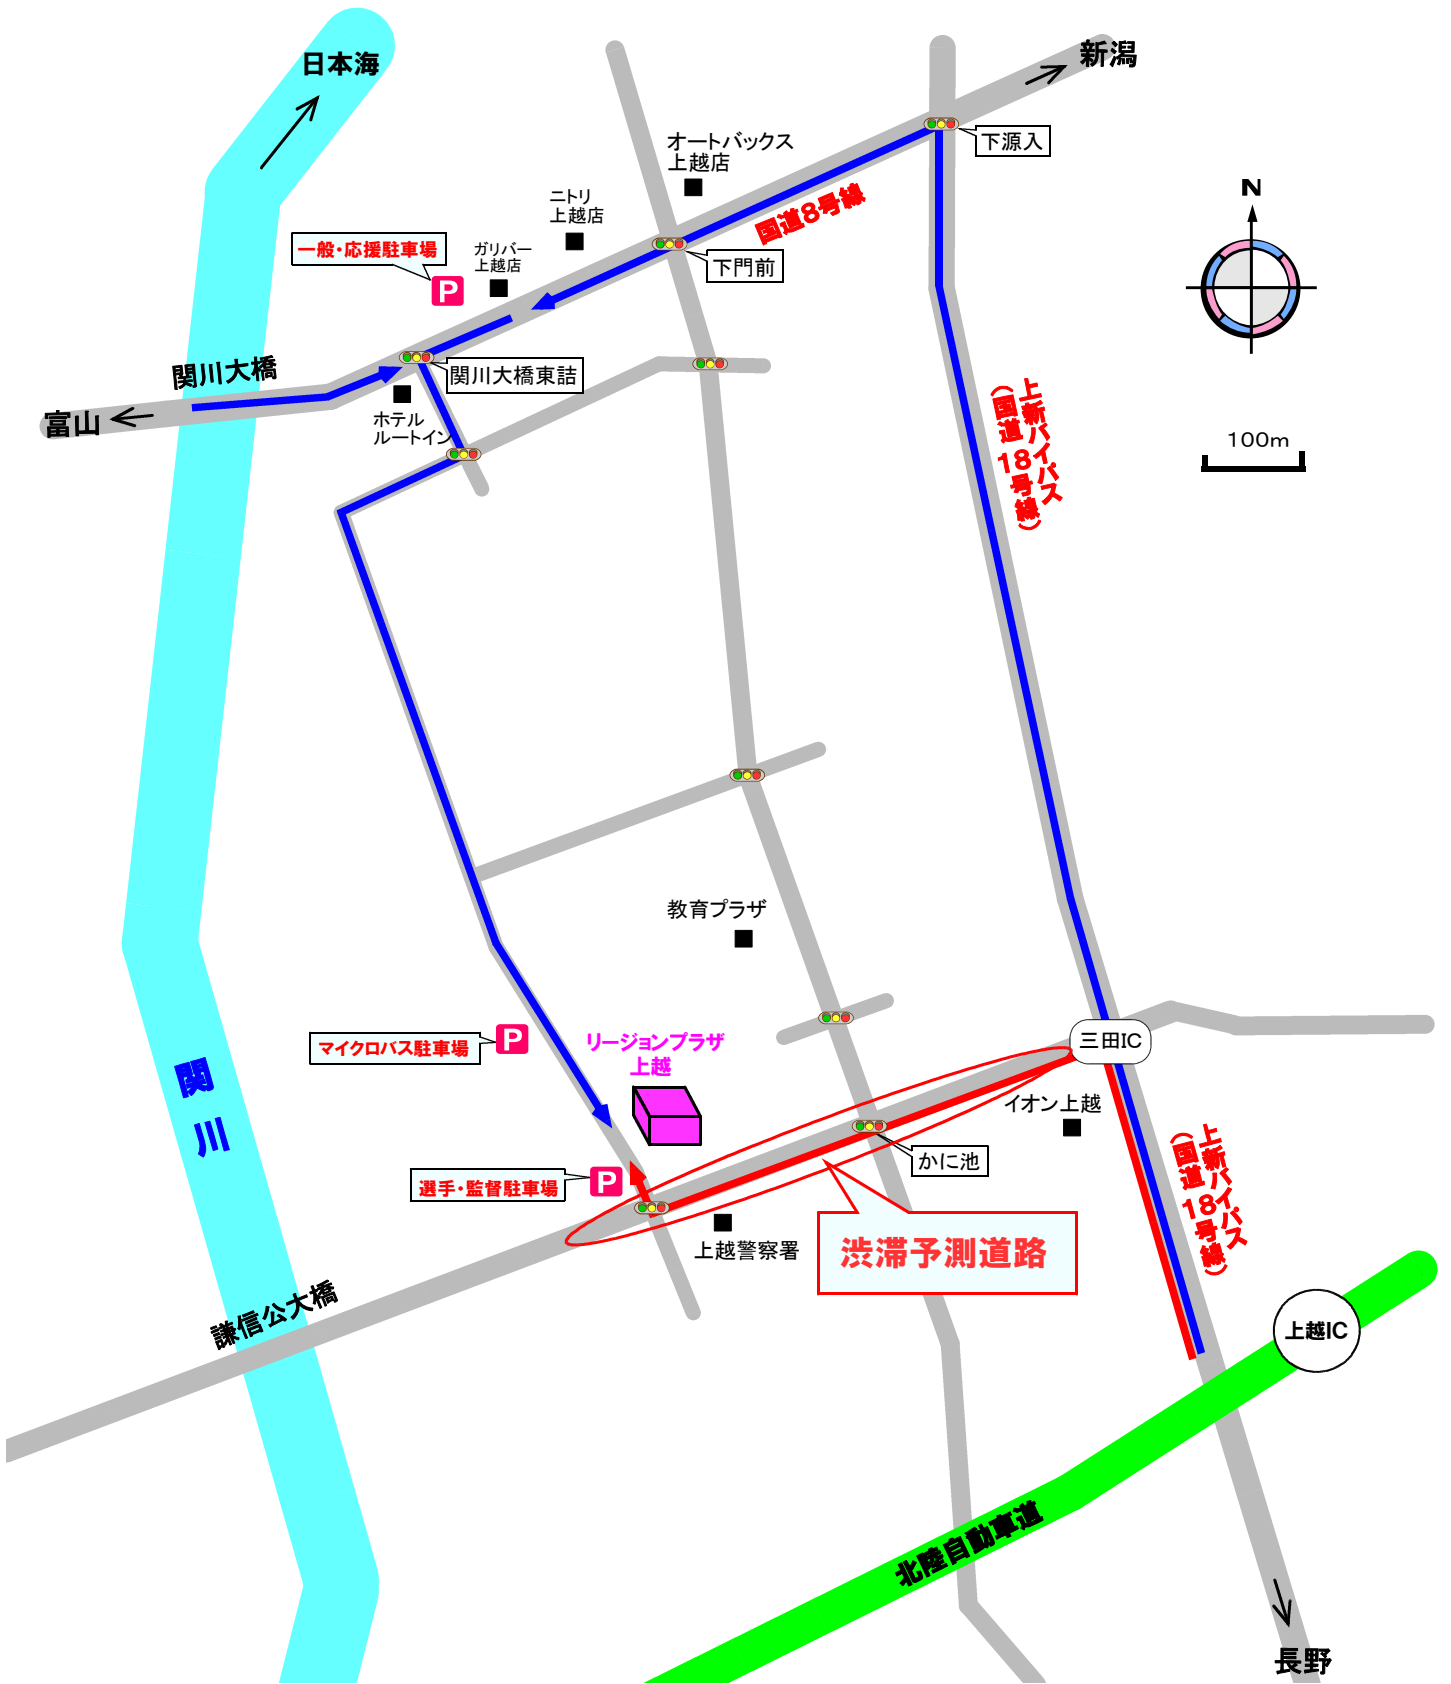 日本海
新潟
下源入
オートバックス
上越店
国道8号線
ニトリ
上越店
ガリバー
上越店
一般・応援駐車場
P
下門前
N
関川大橋
関川大橋東詰
富山
ホテル
ルートイン
上新バイパス
(国道18号線)
100m
教育プラザ
マイクロバス駐車場
P
リージョンプラザ
上越
三田IC
イオン上越
関川
かに池
選手・監督駐車場
P
上越警察署
渋滞予測道路
上新バイパス
(国道18号線)
謙信公大橋
上越IC
北陸自動車道
長野